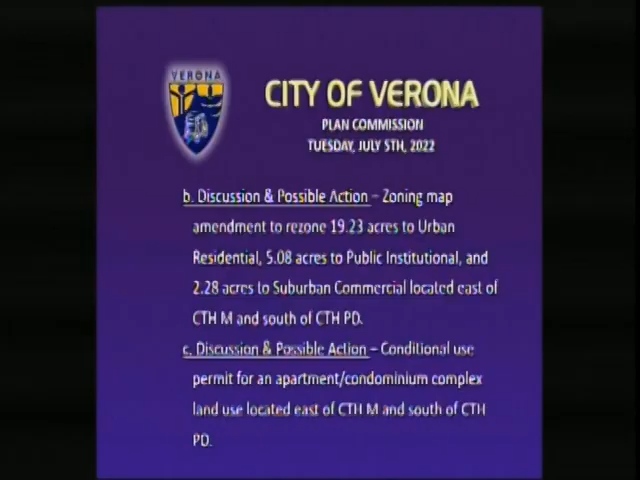 VERONA
CITY OF VERONA
PLAN COMMISSION
TUESDAY, JULY 5TH, 2022
b. Discussion & Possible Action – Zoning map
amendment to rezone 19.23 acres to Urban
Residential, 5.08 acres to Public Institutional, and
2.28 acres to Suburban Commercial located east of
CTH M and south of CTH PD.
c. Discussion & Possible Action – Conditional use
permit for an apartment/condominium complex
land use located east of CTH M and south of CTH
PD.